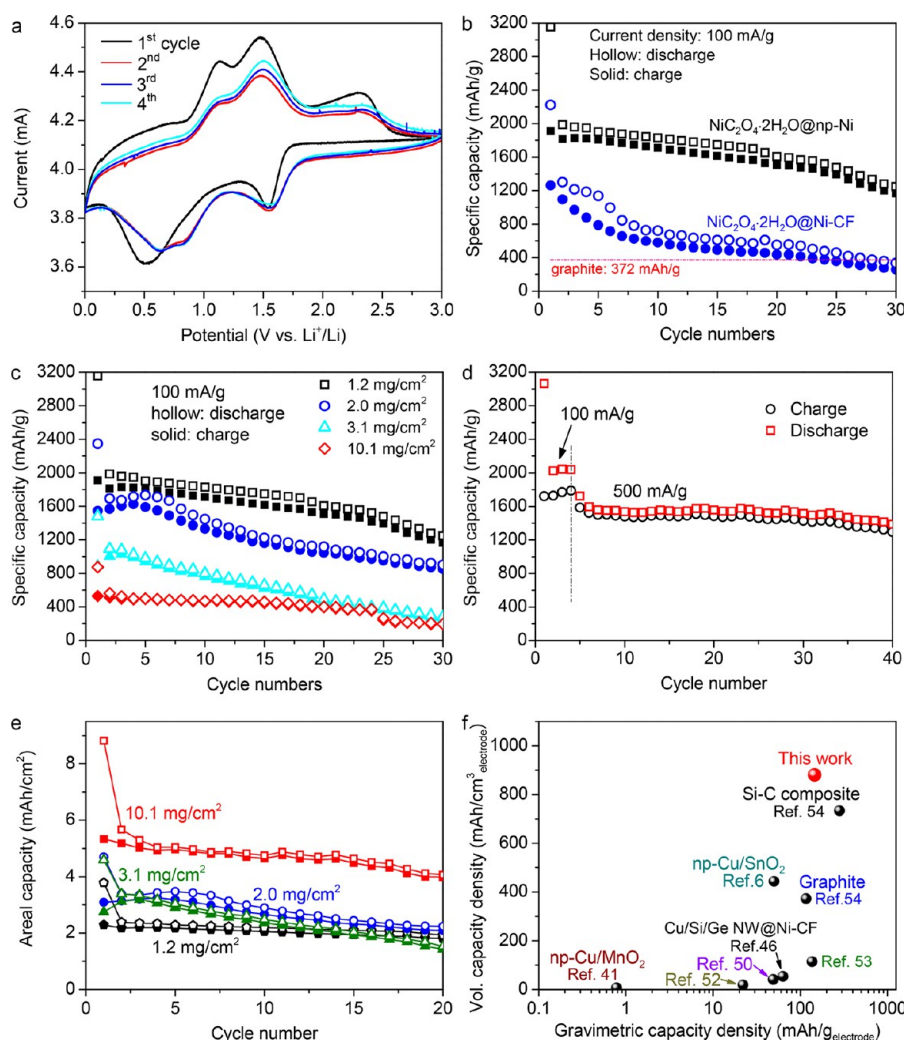 a
4.6
4.4
4.2
4.0
3.8
3.6
Current (mA)
1st cycle
2nd
3rd
4th
0.0 0.5 1.0 1.5 2.0 2.5 3.0
Potential (V vs. Li+/Li)
b
3200
2800
2400
2000
1600
1200
800
400
0
Specific capacity (mAh/g)
Current density: 100 mA/g
Hollow: discharge
Solid: charge
NiC2O4·2H2O@np-Ni
NiC2O4·2H2O@Ni-CF
graphite: 372 mAh/g
0 5 10 15 20 25 30
Cycle numbers
c
3200
2800
2400
2000
1600
1200
800
400
0
Specific capacity (mAh/g)
100 mA/g
hollow: discharge
solid: charge
1.2 mg/cm2
2.0 mg/cm2
3.1 mg/cm2
10.1 mg/cm2
0 5 10 15 20 25 30
Cycle numbers
d
3200
2800
2400
2000
1600
1200
800
400
0
Specific capacity (mAh/g)
100 mA/g
Charge
Discharge
500 mA/g
0 10 20 30 40
Cycle number
e
8
6
4
2
0
Areal capacity (mAh/cm2)
10.1 mg/cm2
3.1 mg/cm2
2.0 mg/cm2
1.2 mg/cm2
0 5 10 15 20
Cycle number
f
1000
800
600
400
200
0
Vol. capacity density (mAh/cm3electrode)
This work
Si-C composite
Ref. 54
np-Cu/SnO2
Ref.6
Graphite
Ref.54
Cu/Si/Ge NW@Ni-CF
Ref.46
np-Cu/MnO2
Ref. 41
Ref. 50
Ref. 52
Ref. 53
0.1 1 10 100 1000
Gravimetric capacity density (mAh/gelectrode)